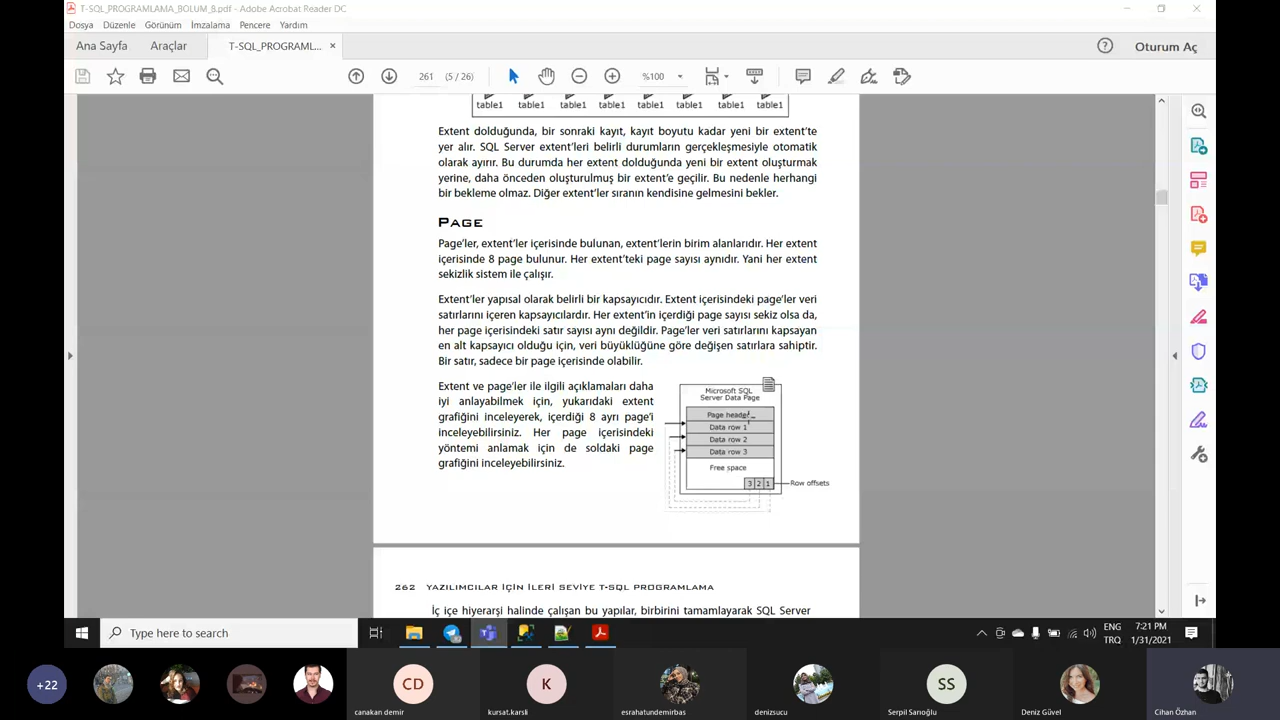 T-SQL_PROGRAMLAMA_BOLUM_8.pdf - Adobe Acrobat Reader DC
Dosya Düzenle Görünüm İmzalama Pencere Yardım
Ana Sayfa Araçlar T-SQL_PROGRAML... × Oturum Aç
261 (5 / 26) %100
table1 table1 table1 table1 table1 table1 table1 table1
Extent dolduğunda, bir sonraki kayıt, kayıt boyutu kadar yeni bir extent'te
yer alır. SQL Server extent'leri belirli durumların gerçekleşmesiyle otomatik
olarak ayırır. Bu durumda her extent dolduğunda yeni bir extent oluşturmak
yerine, daha önceden oluşturulmuş bir extent'e geçilir. Bu nedenle herhangi
bir bekleme olmaz. Diğer extent'ler sıranın kendisine gelmesini bekler.
PAGE
Page'ler, extent'ler içerisinde bulunan, extent'lerin birim alanlarıdır. Her extent
içerisinde 8 page bulunur. Her extent'teki page sayısı aynıdır. Yani her extent
sekizlik sistem ile çalışır.
Extent'ler yapısal olarak belirli bir kapsayıcıdır. Extent içerisindeki page'ler veri
satırlarını içeren kapsayıcılardır. Her extent'in içerdiği page sayısı sekiz olsa da,
her page içerisindeki satır sayısı aynı değildir. Page'ler veri satırlarını kapsayan
en alt kapsayıcı olduğu için, veri büyüklüğüne göre değişen satırlara sahiptir.
Bir satır, sadece bir page içerisinde olabilir.
Extent ve page'ler ile ilgili açıklamaları daha
iyi anlayabilmek için, yukarıdaki extent
grafiğini inceleyerek, içerdiği 8 ayrı page'i
inceleyebilirsiniz. Her page içerisindeki
yöntemi anlamak için de soldaki page
grafiğini inceleyebilirsiniz.
Microsoft SQL
Server Data Page
Page header
Data row 1
Data row 2
Data row 3
Free space
3 2 1 Row offsets
262 YAZILIMCILAR İÇİN İLERİ SEVİYE T-SQL PROGRAMLAMA
İç içe hiyerarşi halinde çalışan bu yapılar, birbirini tamamlayarak SQL Server
Type here to search
ENG 7:21 PM
TRQ 1/31/2021
+22 CD K SS
canakan demir kursat.karsli esrahatundemirbas denizsucu Serpil Sarıoğlu Deniz Güvel Cihan Özhan